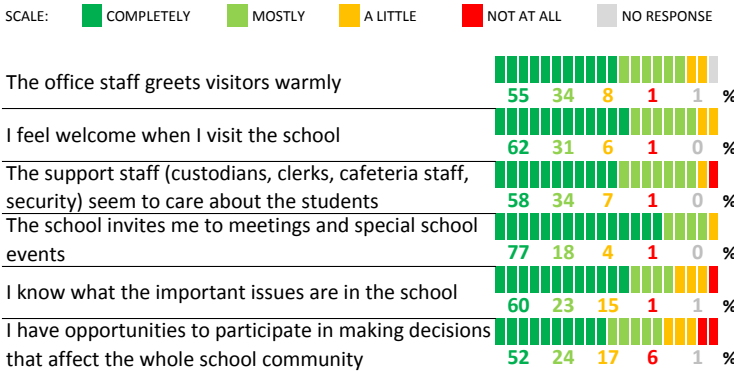 SCALE: COMPLETELY MOSTLY A LITTLE NOT AT ALL NO RESPONSE
The office staff greets visitors warmly
55 34 8 1 1 %
I feel welcome when I visit the school
62 31 6 1 0 %
The support staff (custodians, clerks, cafeteria staff,
security) seem to care about the students
58 34 7 1 0 %
The school invites me to meetings and special school
events
77 18 4 1 0 %
I know what the important issues are in the school
60 23 15 1 1 %
I have opportunities to participate in making decisions
that affect the whole school community
52 24 17 6 1 %